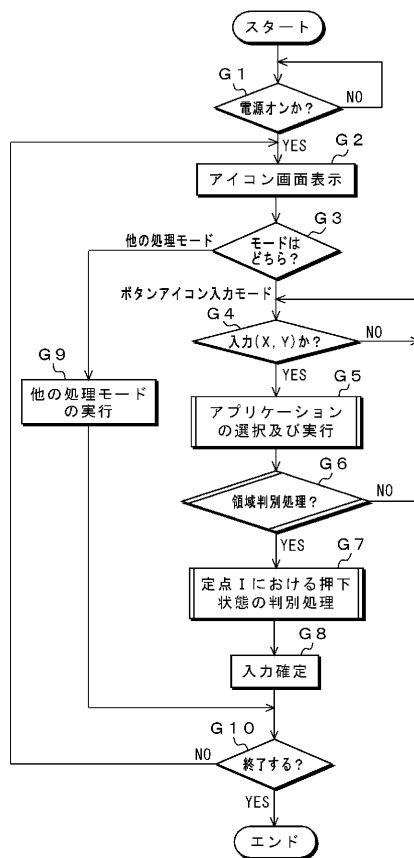 スタート
G1
電源オンか?
NO
YES
G2
アイコン画面表示
G3
他の処理モード
モードは
どちら?
ボタンアイコン入力モード
G4
入力(X,Y)か?
NO
YES
G9
他の処理モード
の実行
G5
アプリケーション
の選択及び実行
G6
領域判別処理?
NO
YES
G7
定点Iにおける押下
状態の判別処理
G8
入力確定
G10
NO
終了する?
YES
エンド